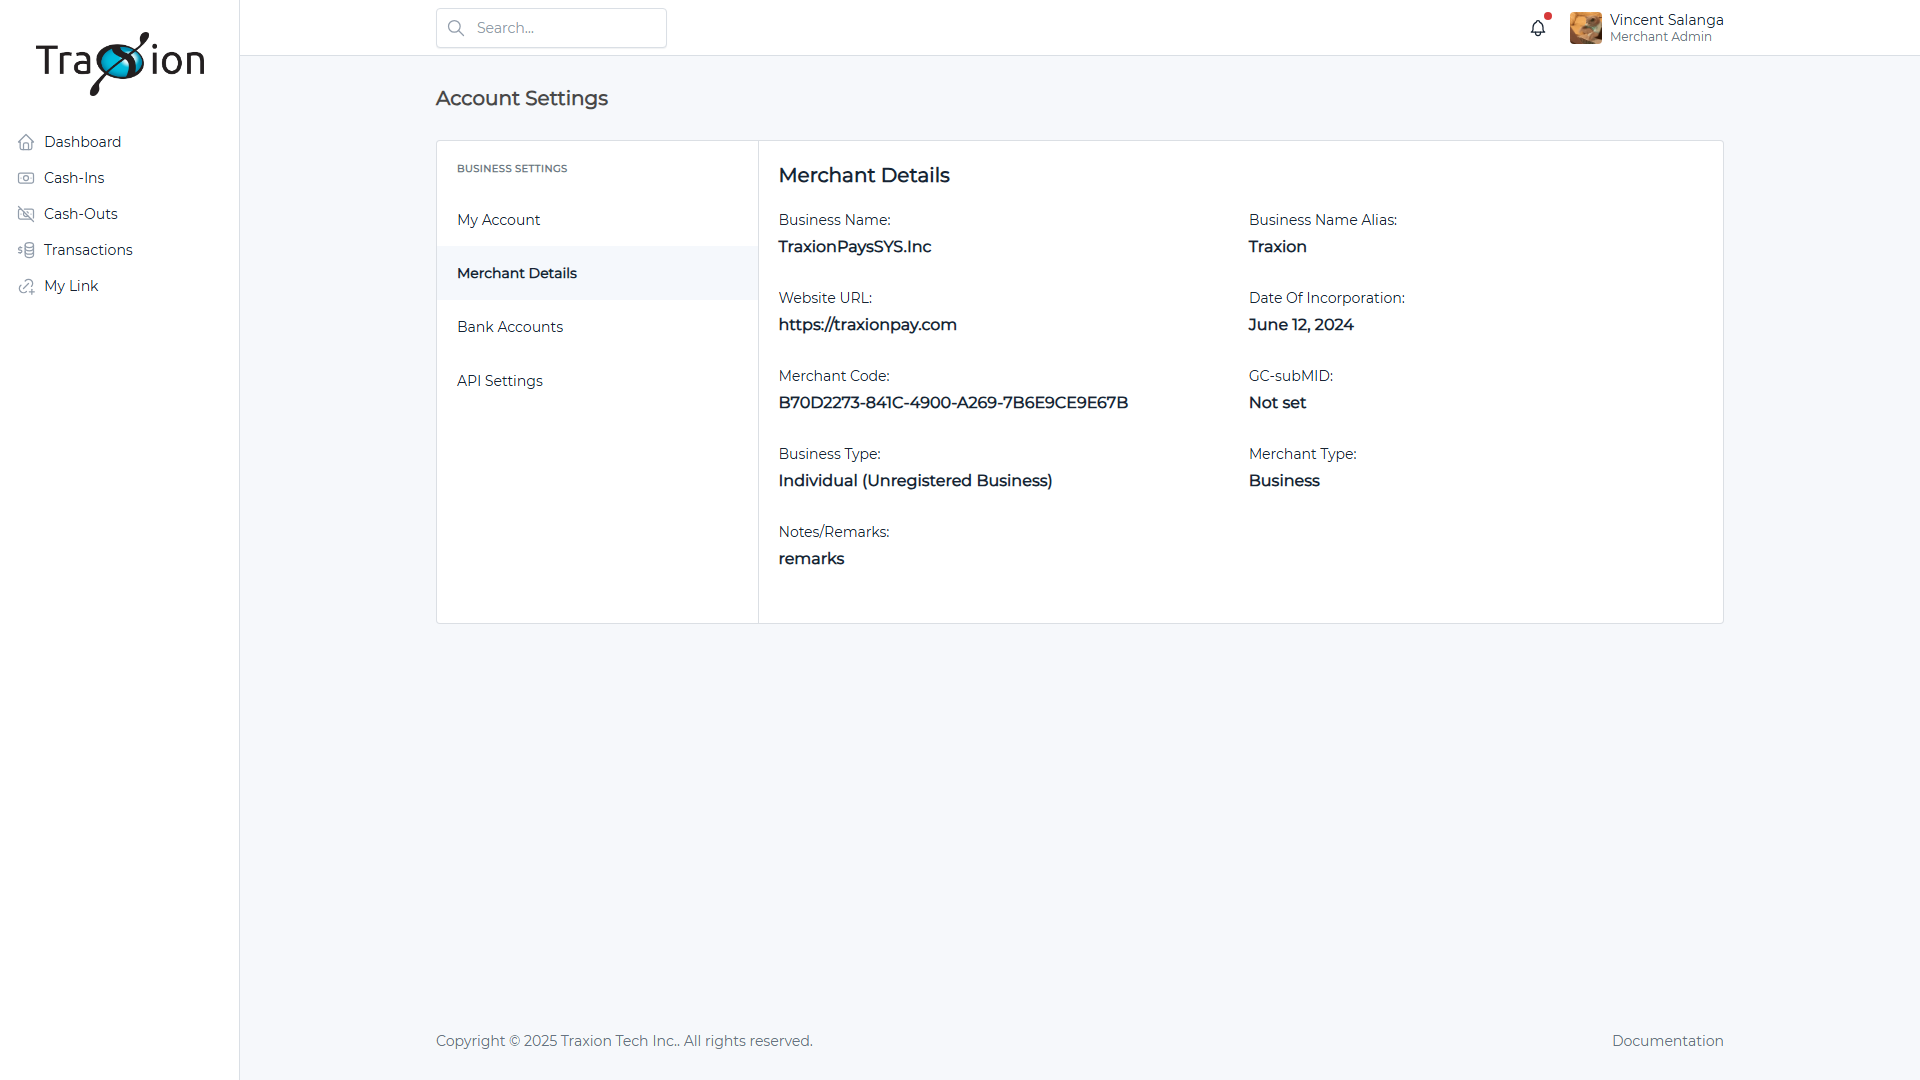 Traxion
Dashboard
Cash-Ins
Cash-Outs
Transactions
My Link
Search...
Vincent Salanga
Merchant Admin
Account Settings
BUSINESS SETTINGS
My Account
Merchant Details
Bank Accounts
API Settings
Merchant Details
Business Name:
TraxionPaysSYS.Inc
Business Name Alias:
Traxion
Website URL:
https://traxionpay.com
Date Of Incorporation:
June 12, 2024
Merchant Code:
B70D2273-841C-4900-A269-7B6E9CE9E67B
GC-subMID:
Not set
Business Type:
Individual (Unregistered Business)
Merchant Type:
Business
Notes/Remarks:
remarks
Copyright © 2025 Traxion Tech Inc.. All rights reserved.
Documentation